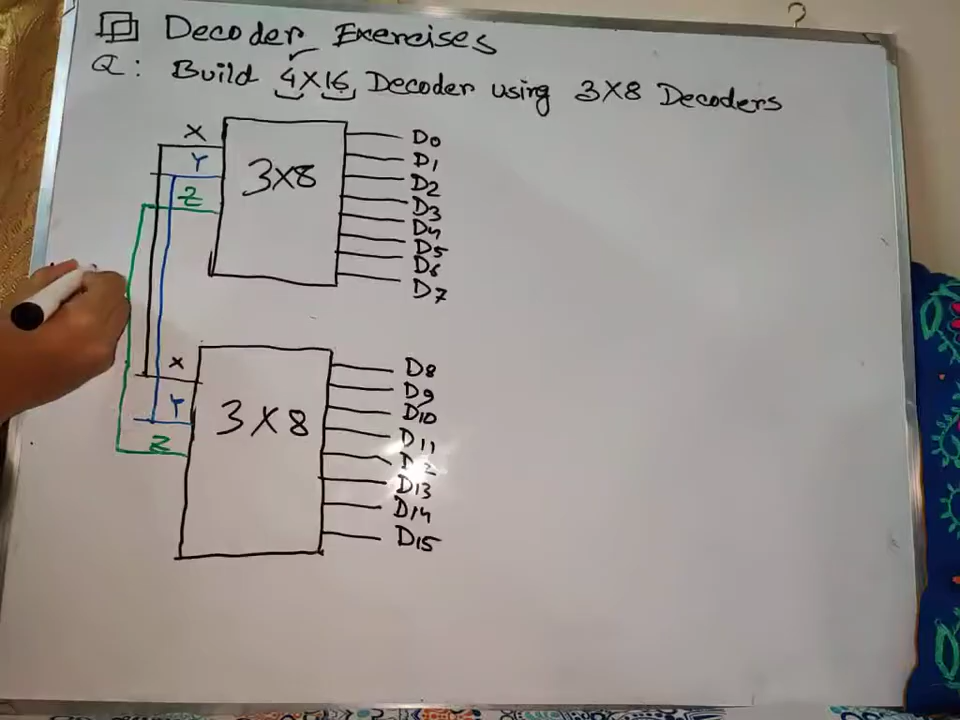 Decoder Exercises
Q: Build 4X16 Decoder using 3X8 Decoders
X
Y
Z
3X8
D0
D1
D2
D3
D4
D5
D6
D7
X
Y
Z
3X8
D8
D9
D10
D11
D12
D13
D14
D15